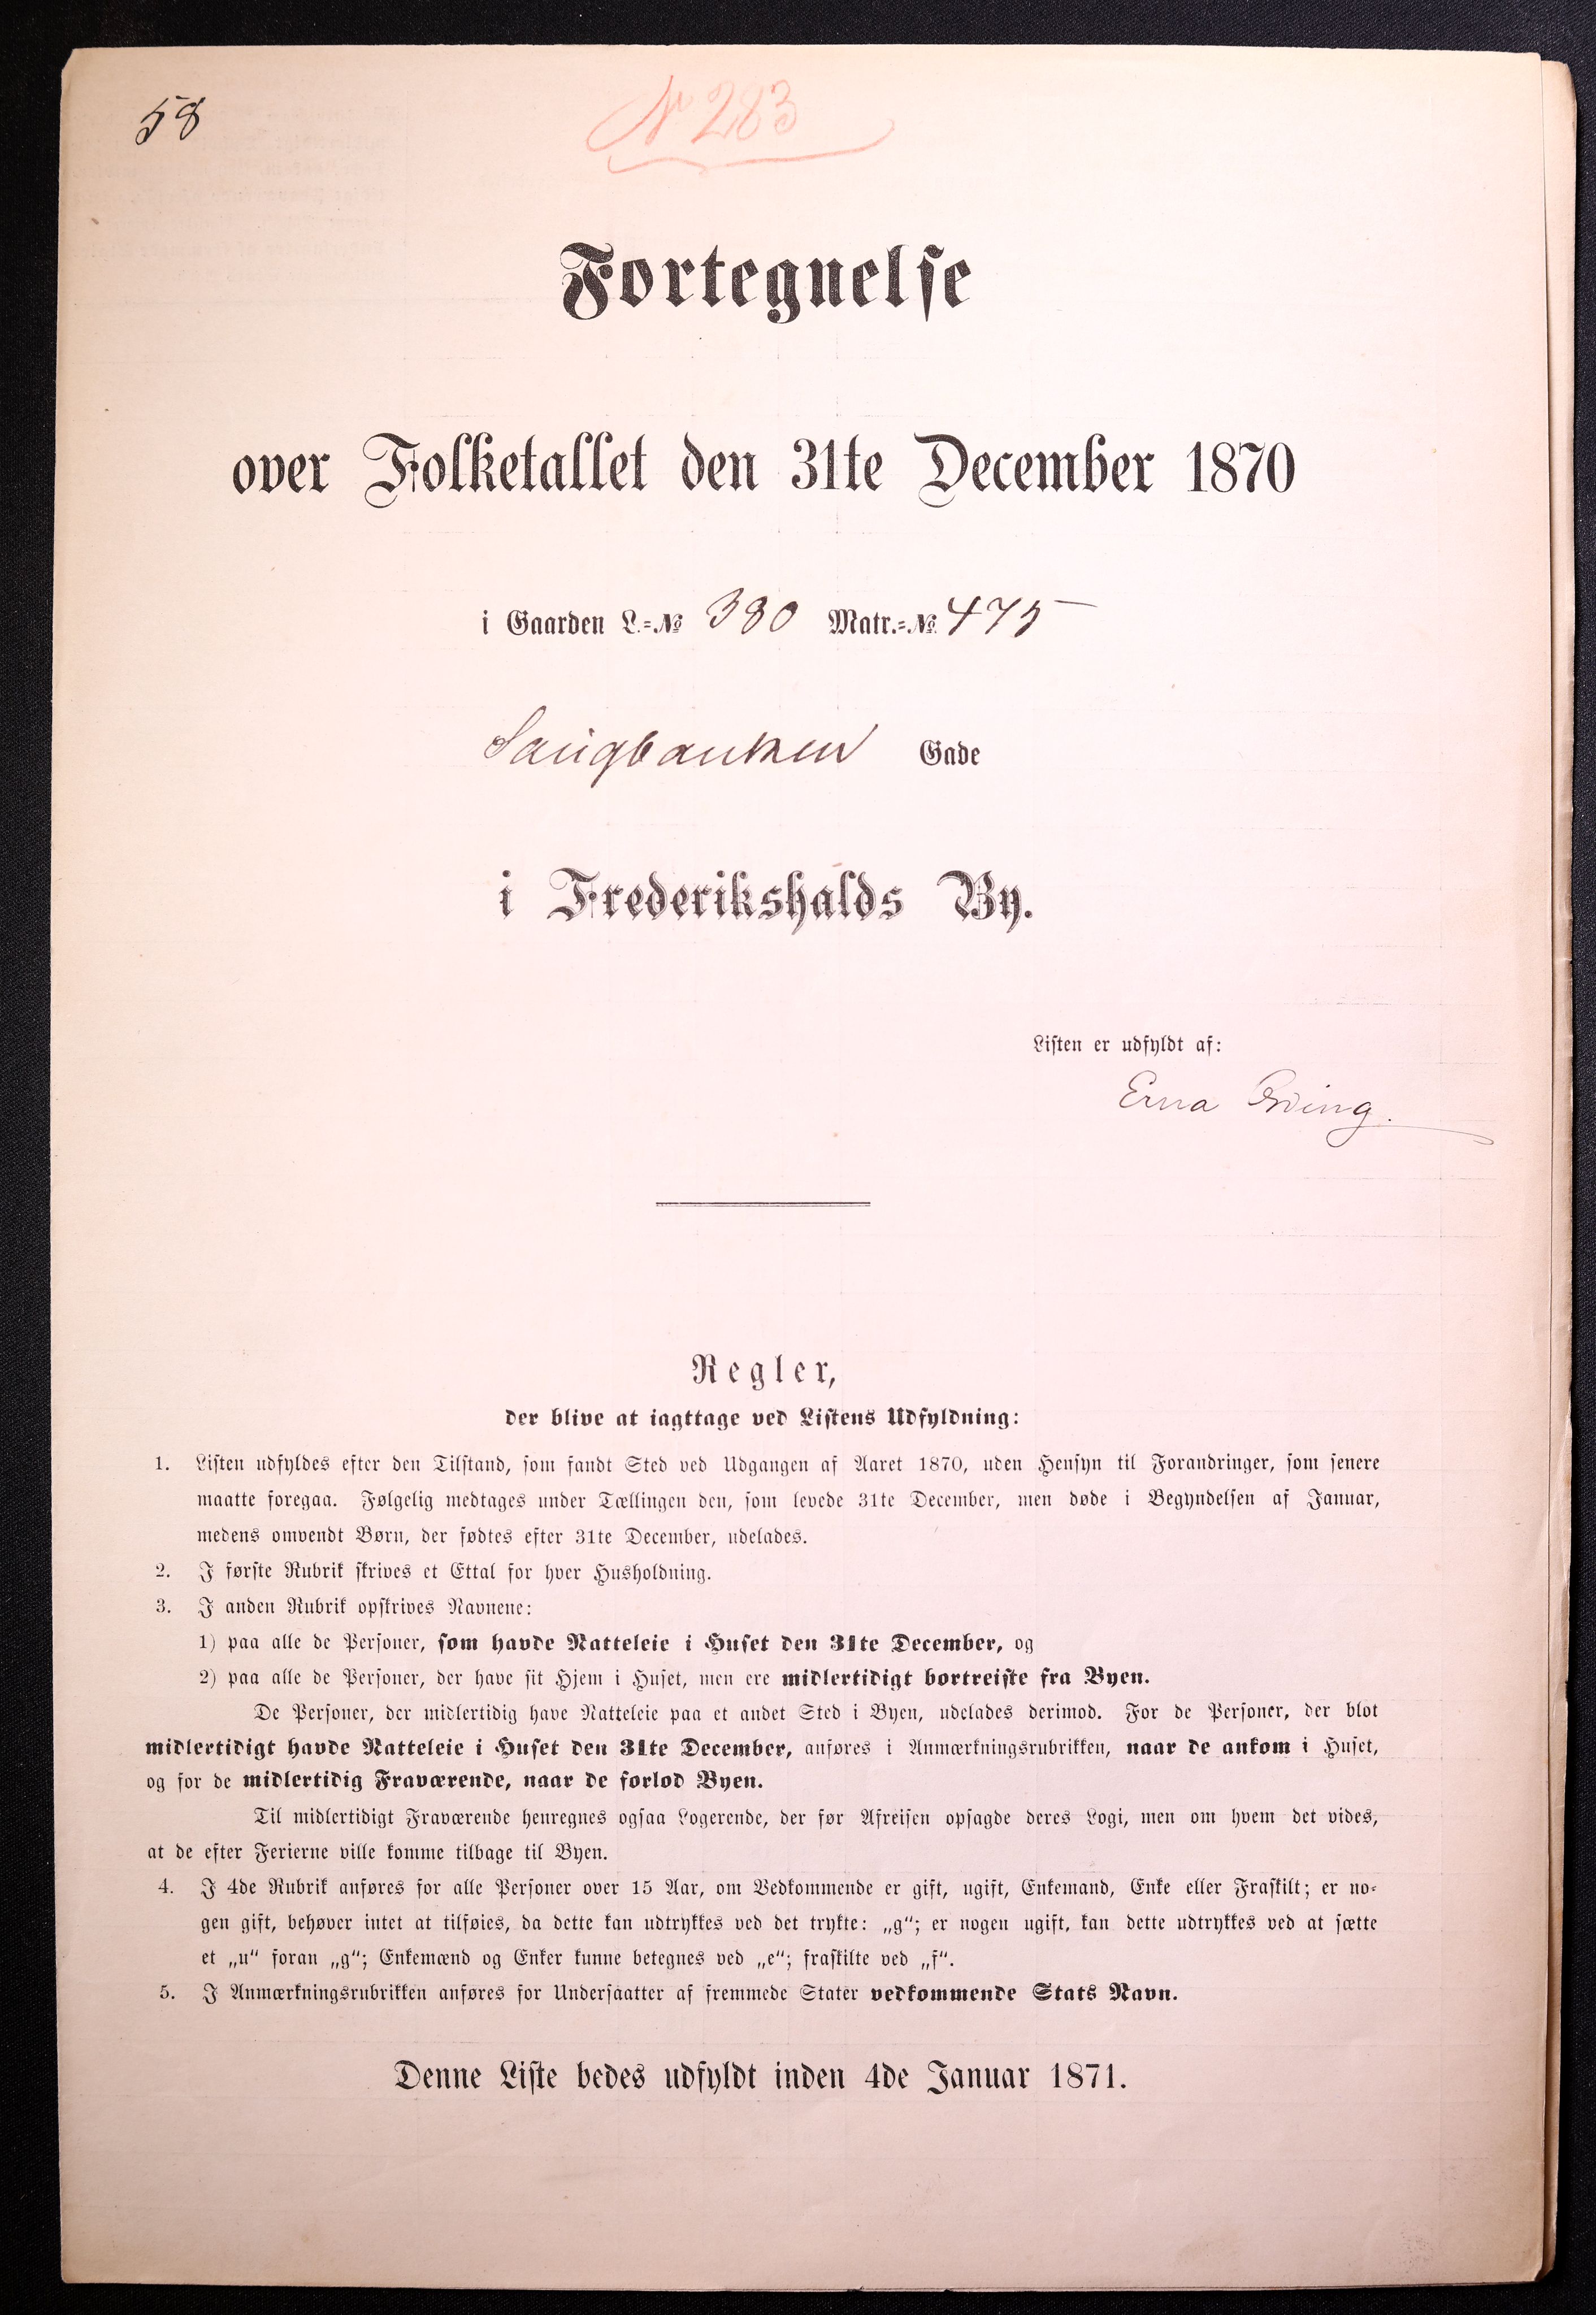 58
№ 283
Fortegnelse
over Folketallet den 31te December 1870
i Gaarden L.=№ 380 Matr.=№ 475
Saugbanken Gade
i Frederikshalds By.
Listen er udfyldt af:
Erna
Regler,
der blive at iagttage ved Listens Udfyldning:
1. Listen udfyldes efter den Tilstand, som fandt Sted ved Udgangen af Aaret 1870, uden Hensyn til Forandringer, som senere
maatte foregaa. Følgelig medtages under Tællingen den, som levede 31te December, men døde i Begyndelsen af Januar,
medens omvendt Børn, der fødtes efter 31te December, udelades.
2. I første Rubrik skrives et Ettal for hver Husholdning.
3. I anden Rubrik opskrives Navnene:
1) paa alle de Personer, som havde Natteleie i Huset den 31te December, og
2) paa alle de Personer, der have sit Hjem i Huset, men ere midlertidigt bortreiste fra Byen.
De Personer, der midlertidig have Natteleie paa et andet Sted i Byen, udelades derimod. For de Personer, der blot
midlertidigt havde Natteleie i Huset den 31te December, anføres i Anmærkningsrubrikken, naar de ankom i Huset,
og for de midlertidig Fraværende, naar de forlod Byen.
Til midlertidigt Fraværende henregnes ogsaa Logerende, der før Afreisen opsagde deres Logi, men om hvem det vides,
at de efter Ferierne ville komme tilbage til Byen.
4. I 4de Rubrik anføres for alle Personer over 15 Aar, om Vedkommende er gift, ugift, Enkemand, Enke eller Fraskilt; er no=
gen gift, behøver intet at tilføies, da dette kan udtrykkes ved det trykte: „g“; er nogen ugift, kan dette udtrykkes ved at sætte
et „u“ foran „g“; Enkemænd og Enker kunne betegnes ved „e“; fraskilte ved „f“.
5. I Anmærkningsrubrikken anføres for Undersaatter af fremmede Stater vedkommende Stats Navn.
Denne Liste bedes udfyldt inden 4de Januar 1871.